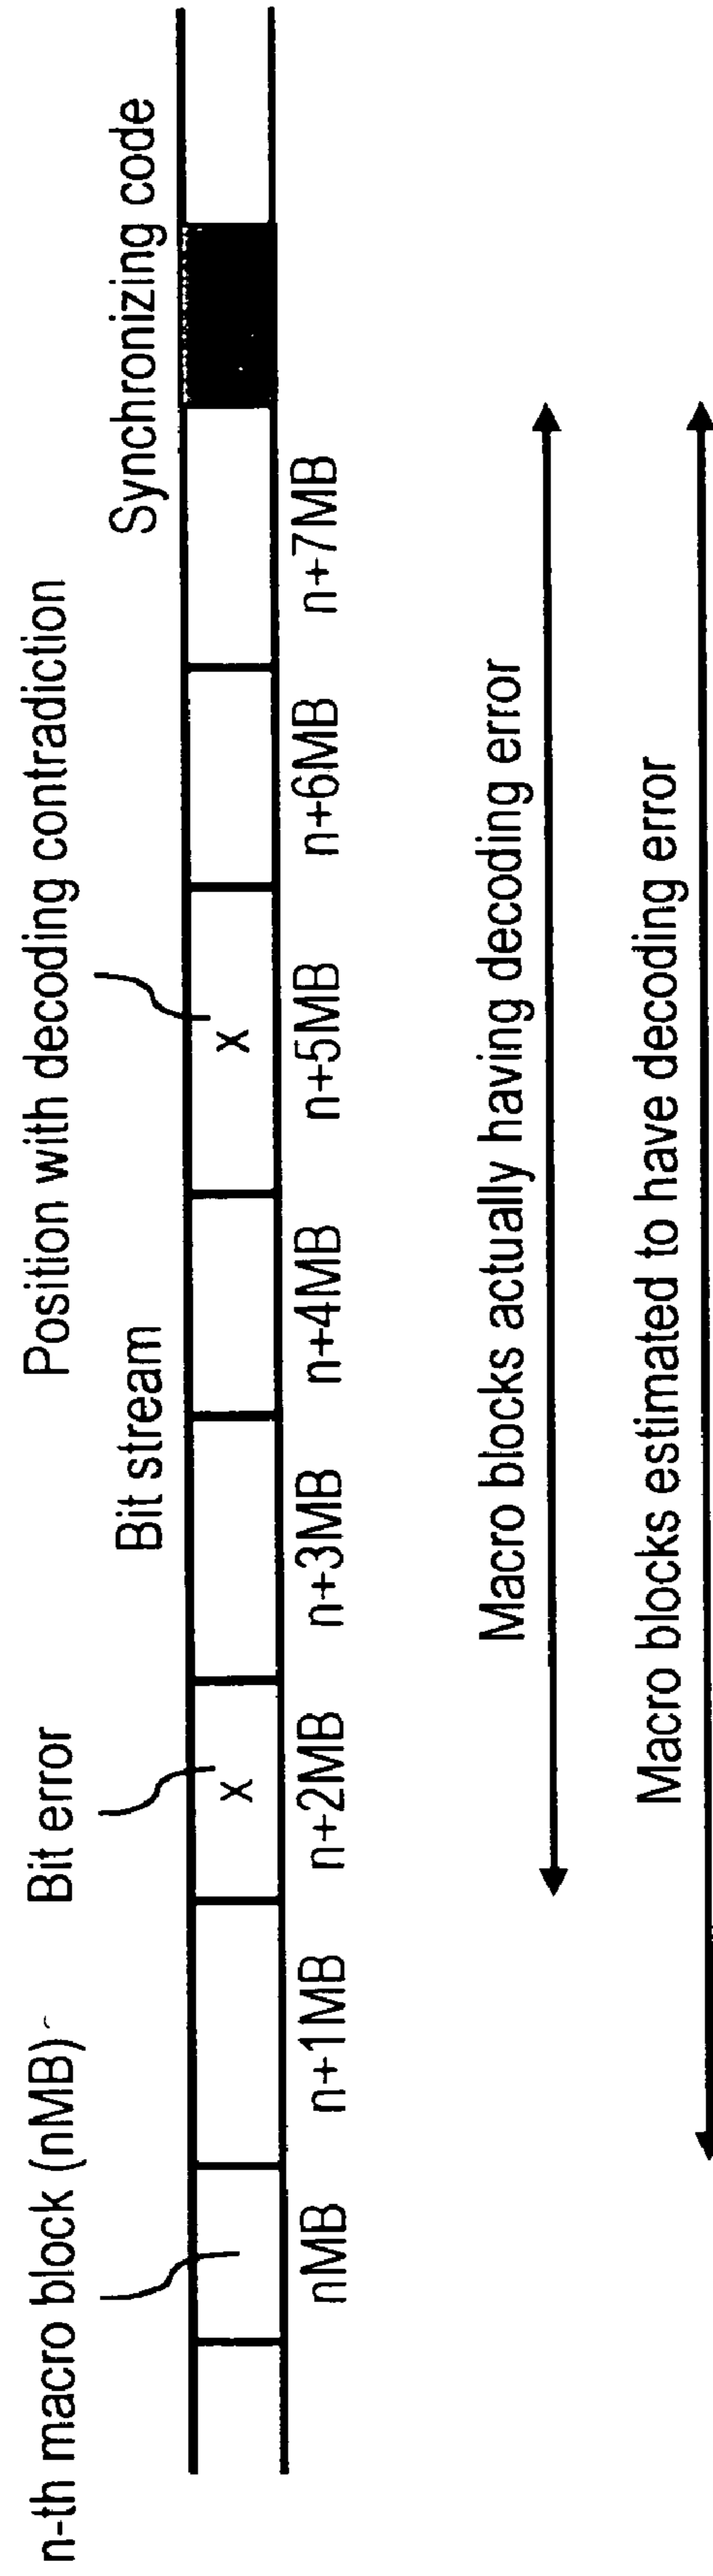 n-th macro block (nMB)
Bit error
Position with decoding contradiction
Bit stream
Synchronizing code
x
x
nMB
n+1MB
n+2MB
n+3MB
n+4MB
n+5MB
n+6MB
n+7MB
Macro blocks actually having decoding error
Macro blocks estimated to have decoding error